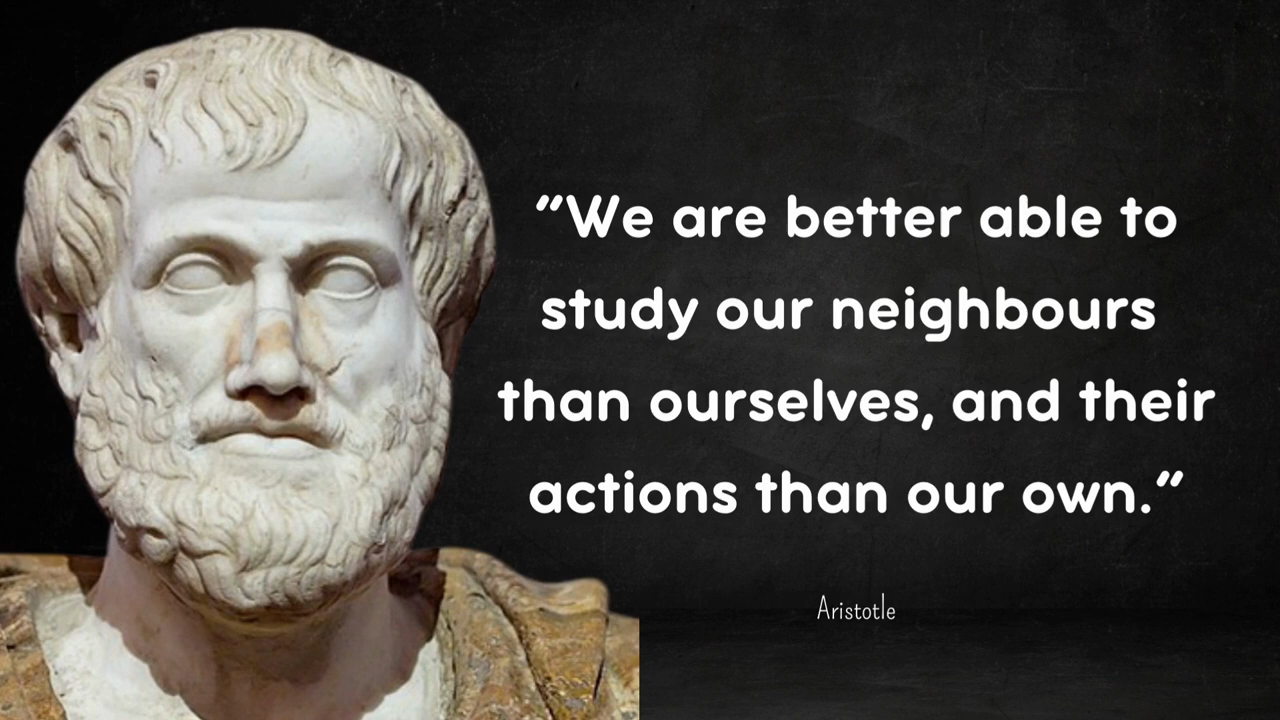 “We are better able to
study our neighbours
than ourselves, and their
actions than our own.”
Aristotle